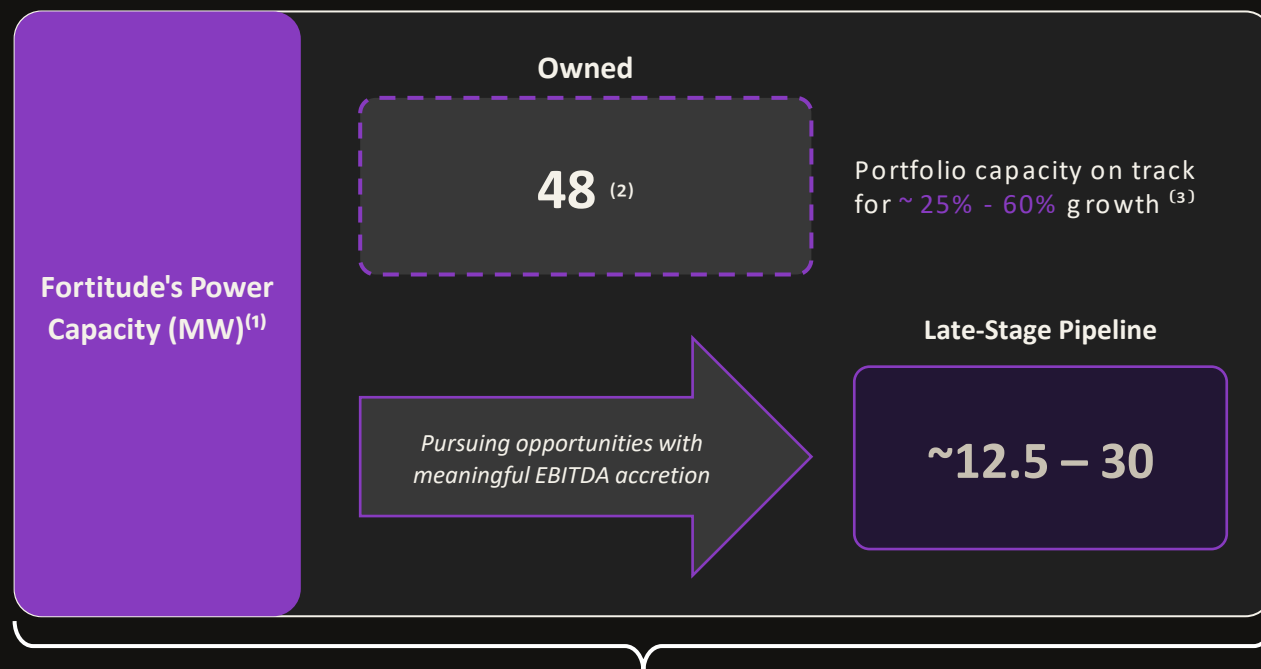 Fortitude's Power
Capacity (MW)⁽¹⁾
Owned
48 ⁽²⁾
Portfolio capacity on track
for ~ 25% - 60% growth ⁽³⁾
Pursuing opportunities with
meaningful EBITDA accretion
Late-Stage Pipeline
~12.5 – 30